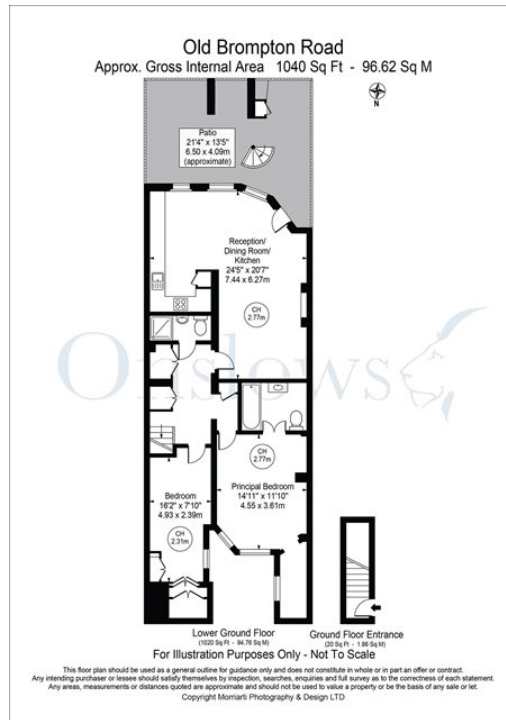 Old Brompton Road
Approx. Gross Internal Area 1040 Sq Ft - 96.62 Sq M
N
Patio
21'4" x 13'5"
6.50 x 4.09m
(approximate)
Reception/
Dining Room/
Kitchen
24'5" x 20'7"
7.44 x 6.27m
CH
2.77m
Onslows
CH
2.77m
Principal Bedroom
14'11" x 11'10"
4.55 x 3.61m
Bedroom
16'2" x 7'10"
4.93 x 2.39m
CH
2.31m
Lower Ground Floor
(1020 Sq Ft - 94.76 Sq M)
Ground Floor Entrance
(20 Sq Ft - 1.86 Sq M)
For Illustration Purposes Only - Not To Scale
This floor plan should be used as a general outline for guidance only and does not constitute in whole or in part an offer or contract.
Any intending purchaser or lessee should satisfy themselves by inspection, searches, enquiries and full survey as to the correctness of each statement.
Any areas, measurements or distances quoted are approximate and should not be used to value a property or be the basis of any sale or let.
Copyright Morriarti Photography & Design LTD